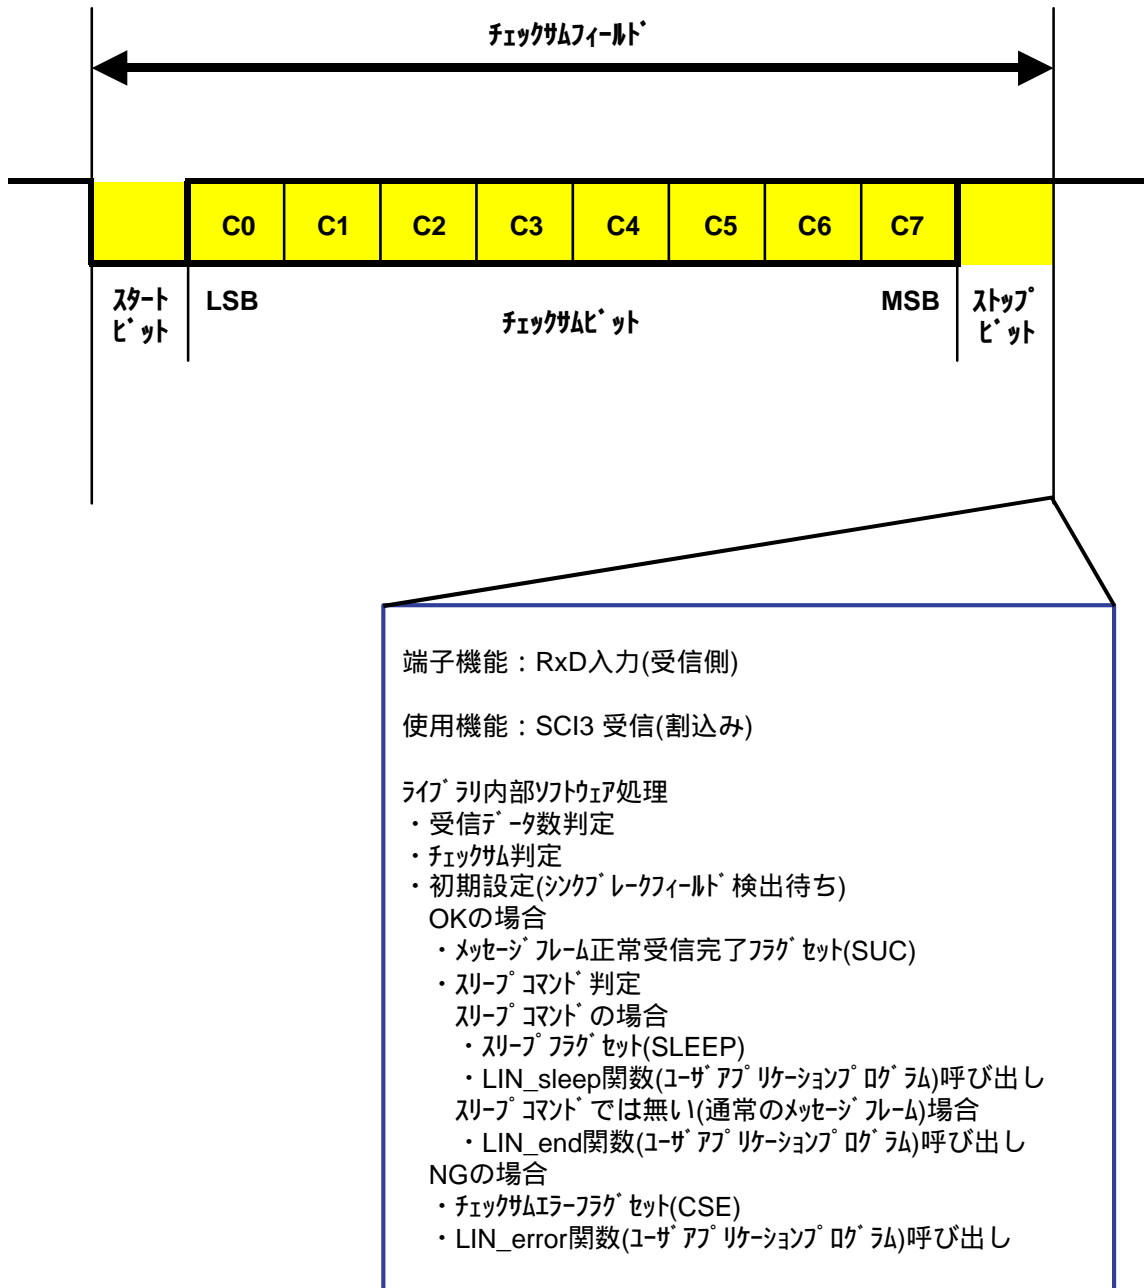 ﾁｪｯｸｻﾑﾌｨｰﾙﾄﾞ
C0 C1 C2 C3 C4 C5 C6 C7
ｽﾀｰﾄ
ﾋﾞｯﾄ
LSB
ﾁｪｯｸｻﾑﾋﾞｯﾄ
MSB
ｽﾄｯﾌﾟ
ﾋﾞｯﾄ
端子機能：RxD入力(受信側)
使用機能：SCI3 受信(割込み)
ﾗｲﾌﾞﾗﾘ内部ｿﾌﾄｳｪｱ処理
・受信ﾃﾞｰﾀ数判定
・ﾁｪｯｸｻﾑ判定
・初期設定(ｼﾝｸﾌﾞﾚｰｸﾌｨｰﾙﾄﾞ検出待ち)
OKの場合
・ﾒｯｾｰｼﾞﾌﾚｰﾑ正常受信完了ﾌﾗｸﾞｾｯﾄ(SUC)
・ｽﾘｰﾌﾟｺﾏﾝﾄﾞ判定
ｽﾘｰﾌﾟｺﾏﾝﾄﾞの場合
・ｽﾘｰﾌﾟﾌﾗｸﾞｾｯﾄ(SLEEP)
・LIN_sleep関数(ﾕｰｻﾞｱﾌﾟﾘｹｰｼｮﾝﾌﾟﾛｸﾞﾗﾑ)呼び出し
ｽﾘｰﾌﾟｺﾏﾝﾄﾞでは無い(通常のﾒｯｾｰｼﾞﾌﾚｰﾑ)場合
・LIN_end関数(ﾕｰｻﾞｱﾌﾟﾘｹｰｼｮﾝﾌﾟﾛｸﾞﾗﾑ)呼び出し
NGの場合
・ﾁｪｯｸｻﾑｴﾗｰﾌﾗｸﾞｾｯﾄ(CSE)
・LIN_error関数(ﾕｰｻﾞｱﾌﾟﾘｹｰｼｮﾝﾌﾟﾛｸﾞﾗﾑ)呼び出し